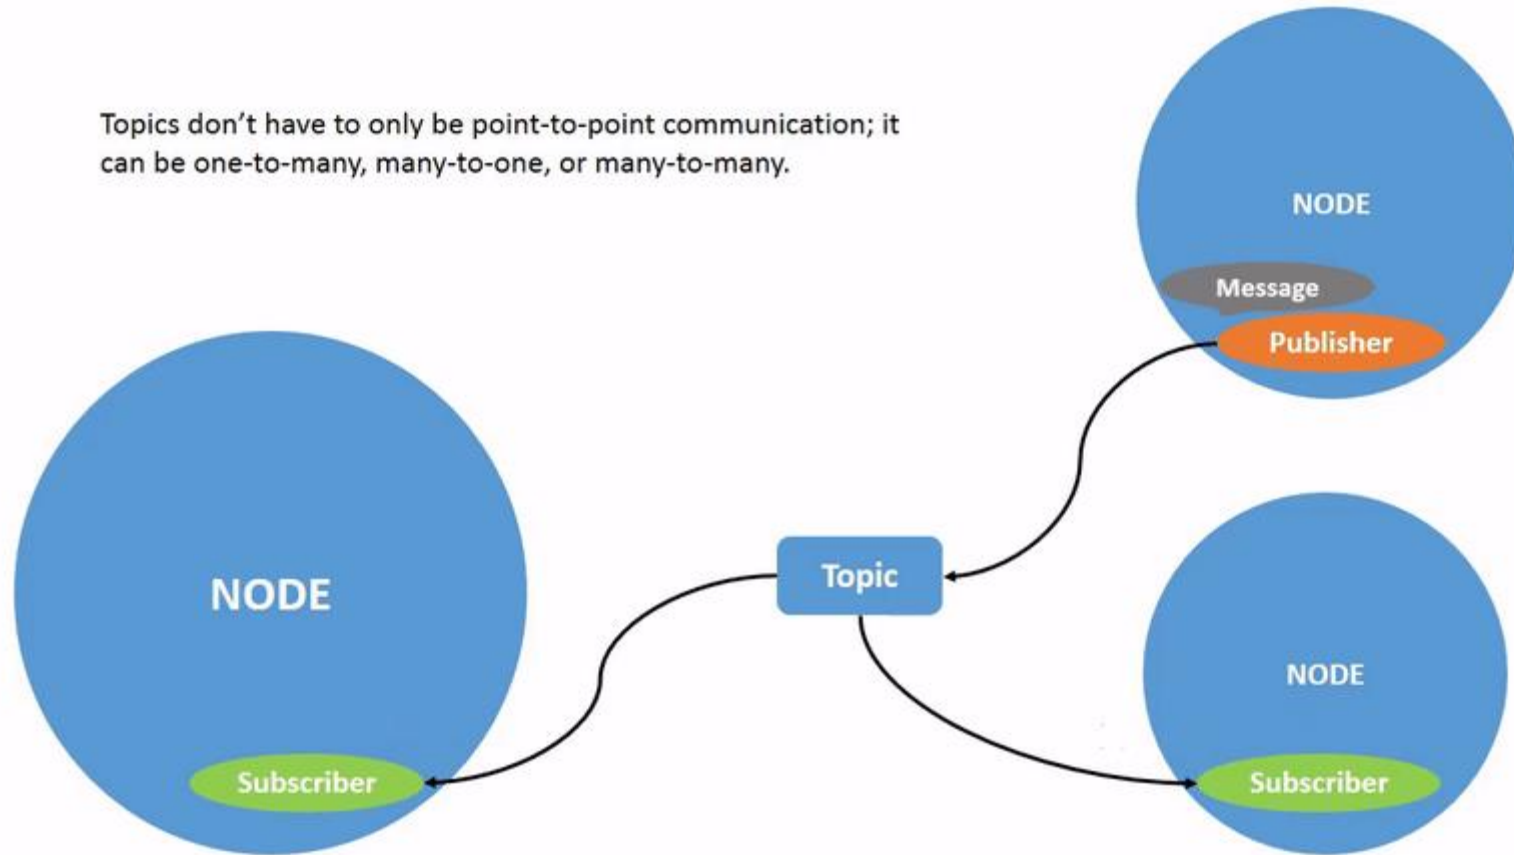 Topics don't have to only be point-to-point communication; it
can be one-to-many, many-to-one, or many-to-many.
NODE
Message
Publisher
Topic
NODE
Subscriber
NODE
Subscriber